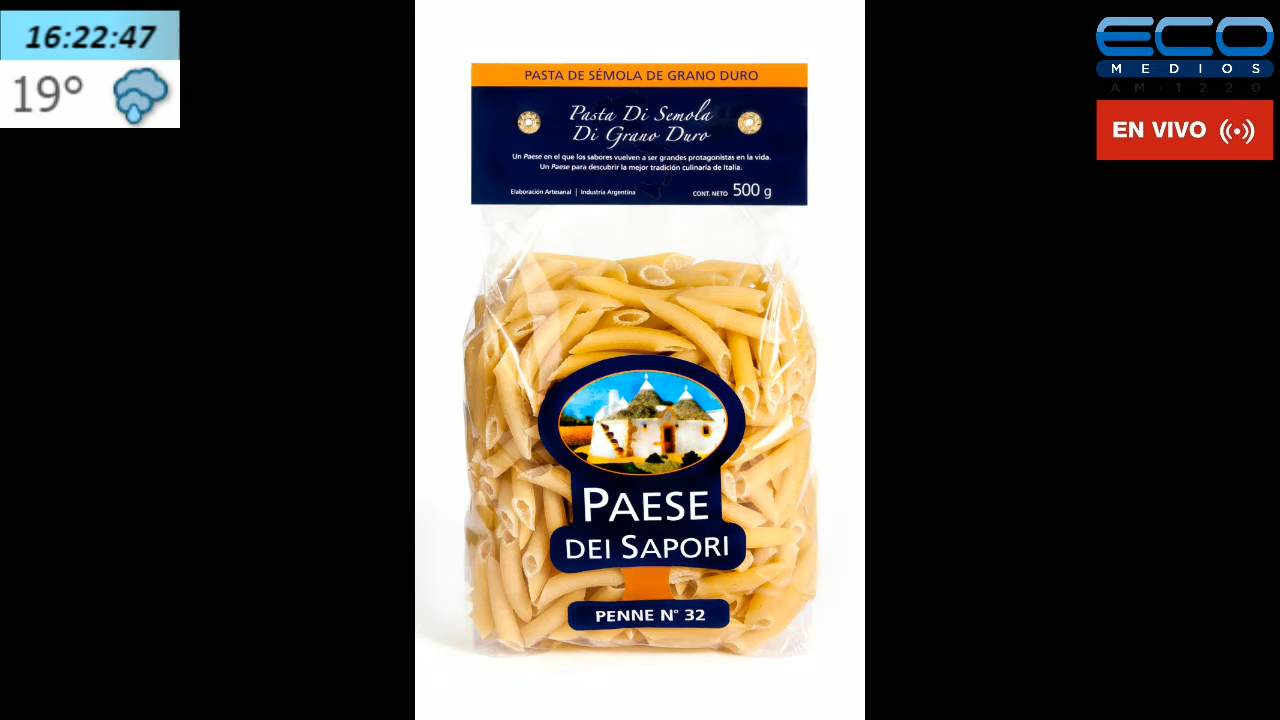 16:22:47
19°
ECO
MEDIOS
AM·1220
EN VIVO
PASTA DE SÉMOLA DE GRANO DURO
Pasta Di Semola
Di Grano Duro
Un Paese en el que los sabores vuelven a ser grandes protagonistas en la vida.
Un Paese para descubrir la mejor tradición culinaria de Italia.
Elaboración Artesanal | Industria Argentina
CONT. NETO 500 g
PAESE
DEI SAPORI
PENNE N° 32